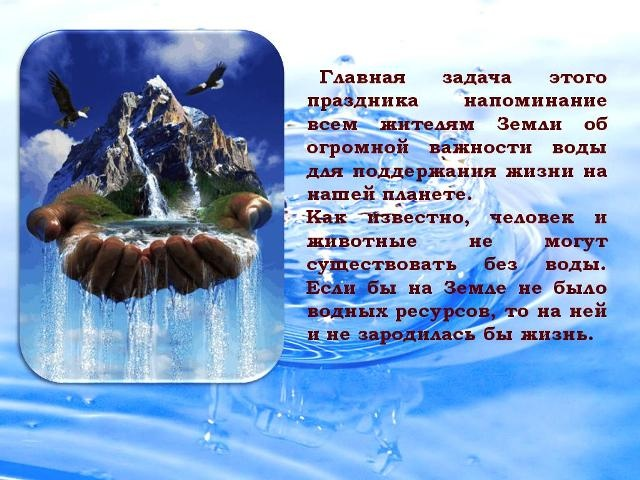 Главная задача этого
праздника напоминание
всем жителям Земли об
огромной важности воды
для поддержания жизни на
нашей планете.
Как известно, человек и
животные не могут
существовать без воды.
Если бы на Земле не было
водных ресурсов, то на ней
и не зародилась бы жизнь.